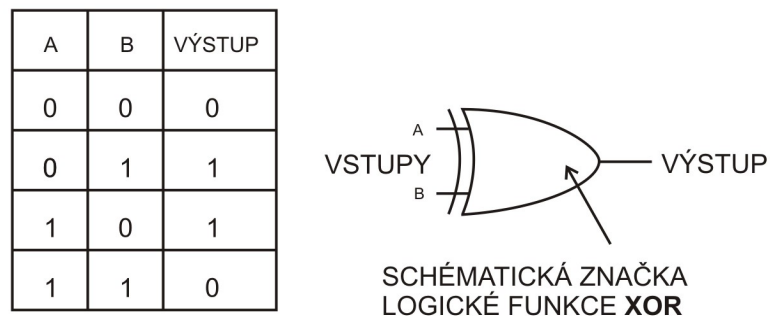 A B VÝSTUP
0 0 0
0 1 1
1 0 1
1 1 0
A
VSTUPY
B
VÝSTUP
SCHÉMATICKÁ ZNAČKA
LOGICKÉ FUNKCE XOR